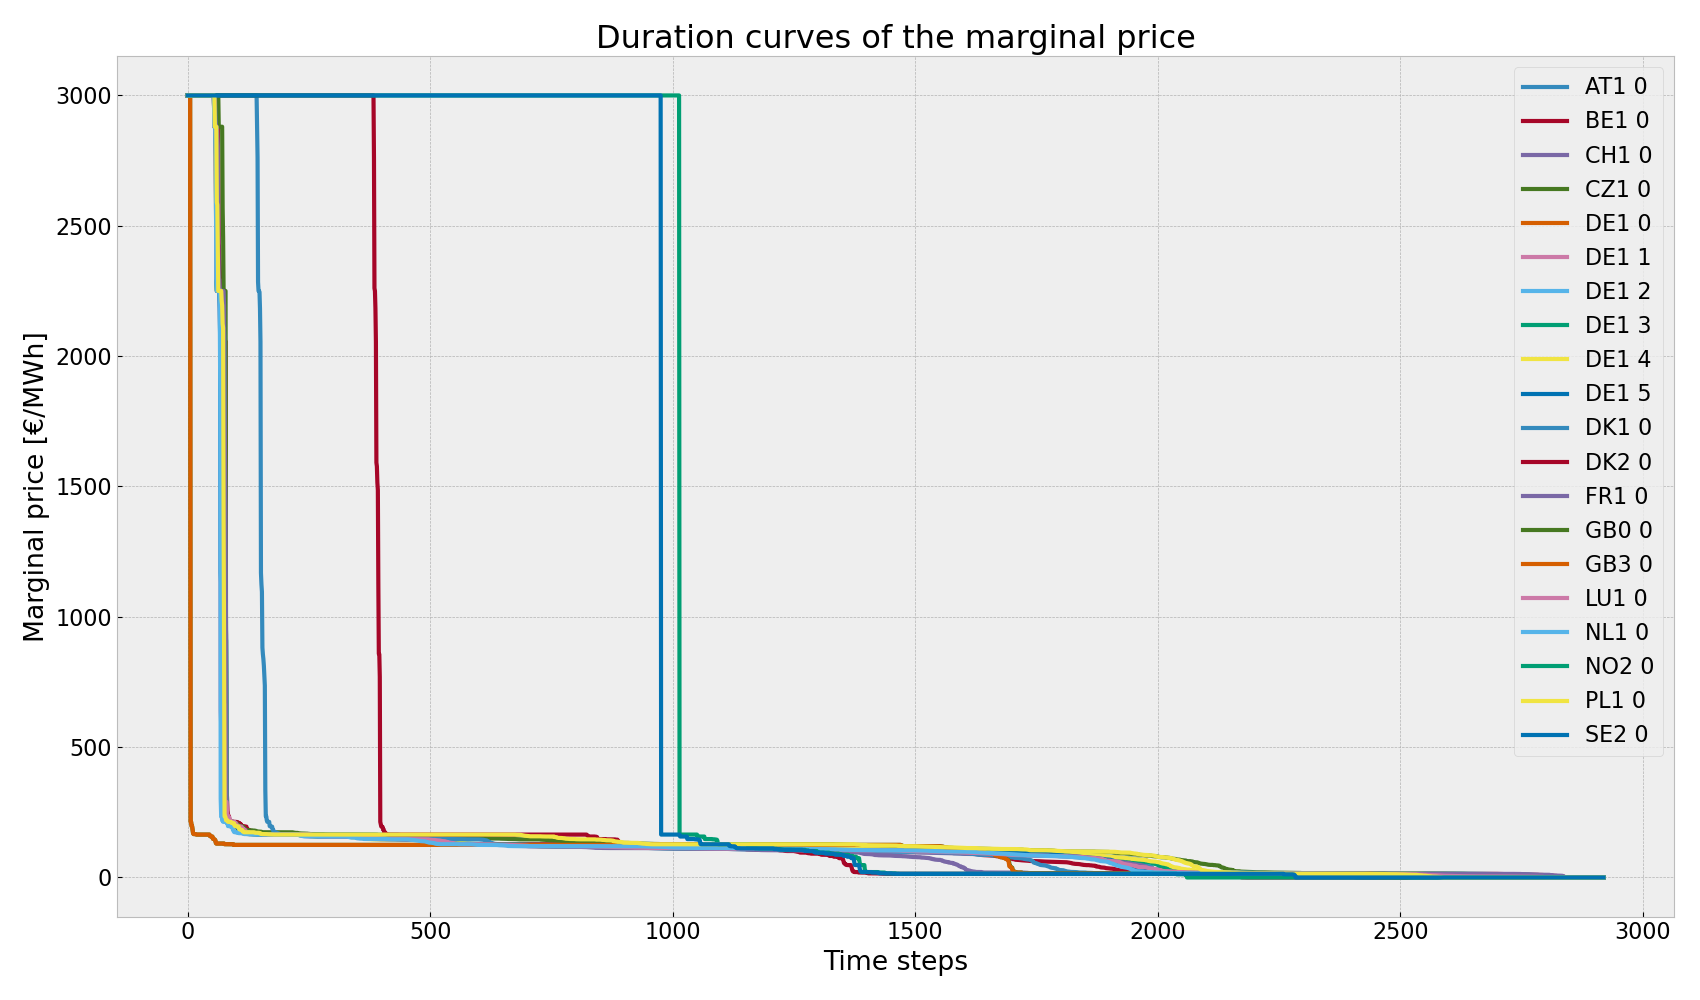 Duration curves of the marginal price
Marginal price [€/MWh]
3000
2500
2000
1500
1000
500
0
0 500 1000 1500 2000 2500 3000
Time steps
AT1 0
BE1 0
CH1 0
CZ1 0
DE1 0
DE1 1
DE1 2
DE1 3
DE1 4
DE1 5
DK1 0
DK2 0
FR1 0
GB0 0
GB3 0
LU1 0
NL1 0
NO2 0
PL1 0
SE2 0